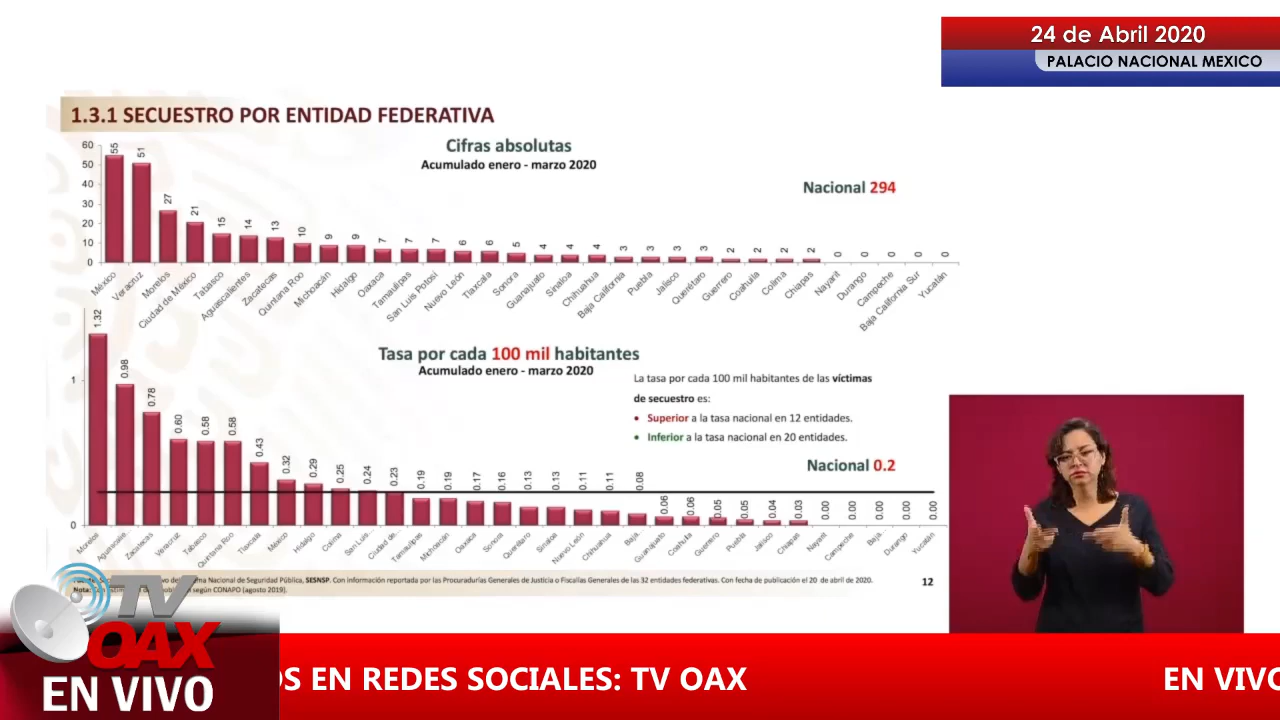 24 de Abril 2020
PALACIO NACIONAL MEXICO
1.3.1 SECUESTRO POR ENTIDAD FEDERATIVA
Cifras absolutas
Acumulado enero - marzo 2020
Nacional 294
60
50
40
30
20
10
0
55 51 27 21 15 14 13 10 9 9 7 7 7 6 6 5 4 4 4 3 3 3 3 2 2 2 2 0 0 0 0 0
México Veracruz Morelos Ciudad de México Tabasco Aguascalientes Zacatecas Quintana Roo Michoacán Hidalgo Oaxaca Tamaulipas San Luis Potosí Nuevo León Tlaxcala Sonora Guanajuato Sinaloa Chihuahua Baja California Puebla Jalisco Querétaro Guerrero Coahuila Colima Chiapas Nayarit Durango Campeche Baja California Sur Yucatán
Tasa por cada 100 mil habitantes
Acumulado enero - marzo 2020
La tasa por cada 100 mil habitantes de las víctimas
de secuestro es:
• Superior a la tasa nacional en 12 entidades.
• Inferior a la tasa nacional en 20 entidades.
Nacional 0.2
1
0
1.32 0.98 0.78 0.60 0.58 0.58 0.43 0.32 0.29 0.25 0.24 0.23 0.19 0.19 0.17 0.16 0.13 0.13 0.11 0.11 0.08 0.06 0.06 0.05 0.05 0.04 0.03 0.00 0.00 0.00 0.00 0.00
Morelos Aguascalies Zacatecas Veracruz Tabasco Quintana Roo Tlaxcala México Hidalgo Colima San Luis... Ciudad de... Tamaulipas Michoacán Oaxaca Sonora Querétaro Sinaloa Nuevo León Chihuahua Baja... Guanajuato Coahuila Guerrero Puebla Jalisco Chiapas Nayarit Campeche Baja... Durango Yucatán
Nacional de Seguridad Pública, SESNSP. Con información reportada por las Procuradurías Generales de Justicia o Fiscalías Generales de las 32 entidades federativas. Con fecha de publicación el 20 de abril de 2020.
según CONAPO (agosto 2019).
12
TV
OAX
EN VIVO
OS EN REDES SOCIALES: TV OAX
EN VIVO